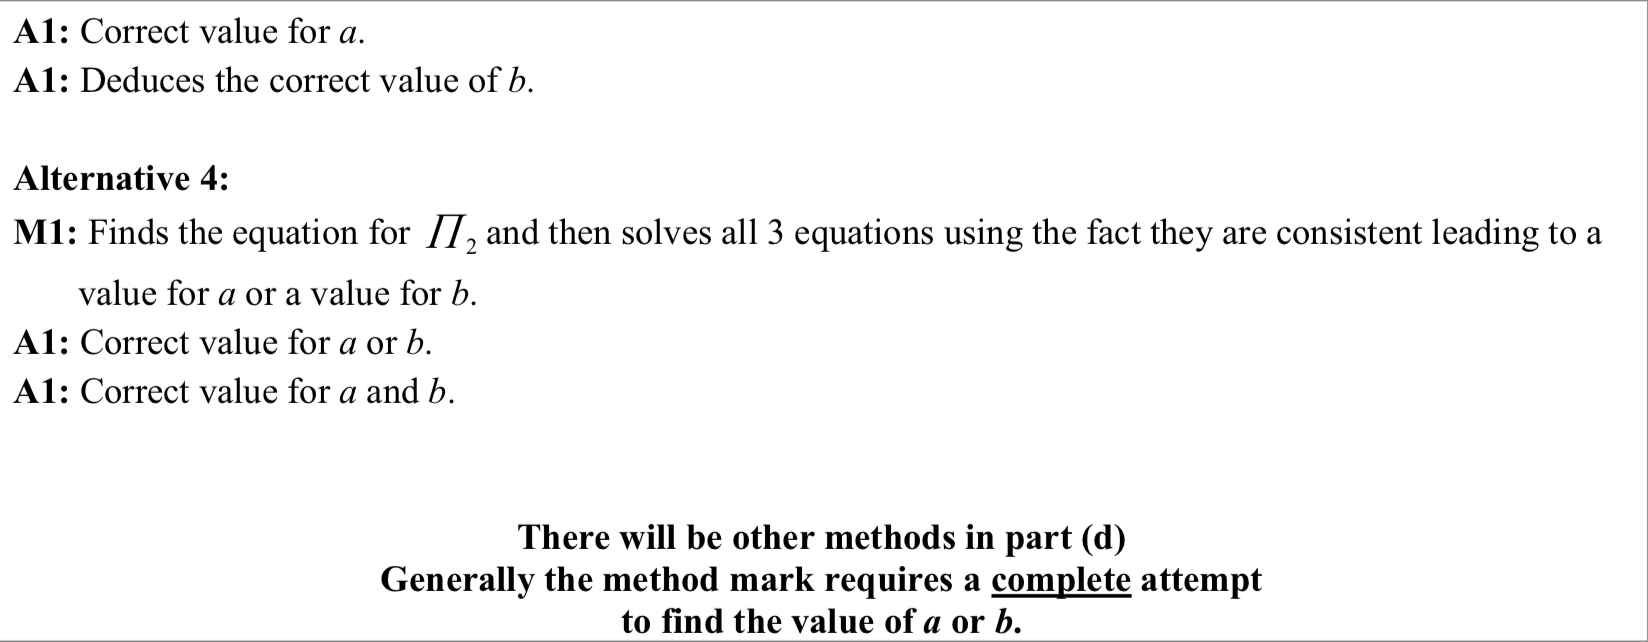 A1: Correct value for a.
A1: Deduces the correct value of b.
Alternative 4:
M1: Finds the equation for Π₂ and then solves all 3 equations using the fact they are consistent leading to a
value for a or a value for b.
A1: Correct value for a or b.
A1: Correct value for a and b.
There will be other methods in part (d)
Generally the method mark requires a complete attempt
to find the value of a or b.